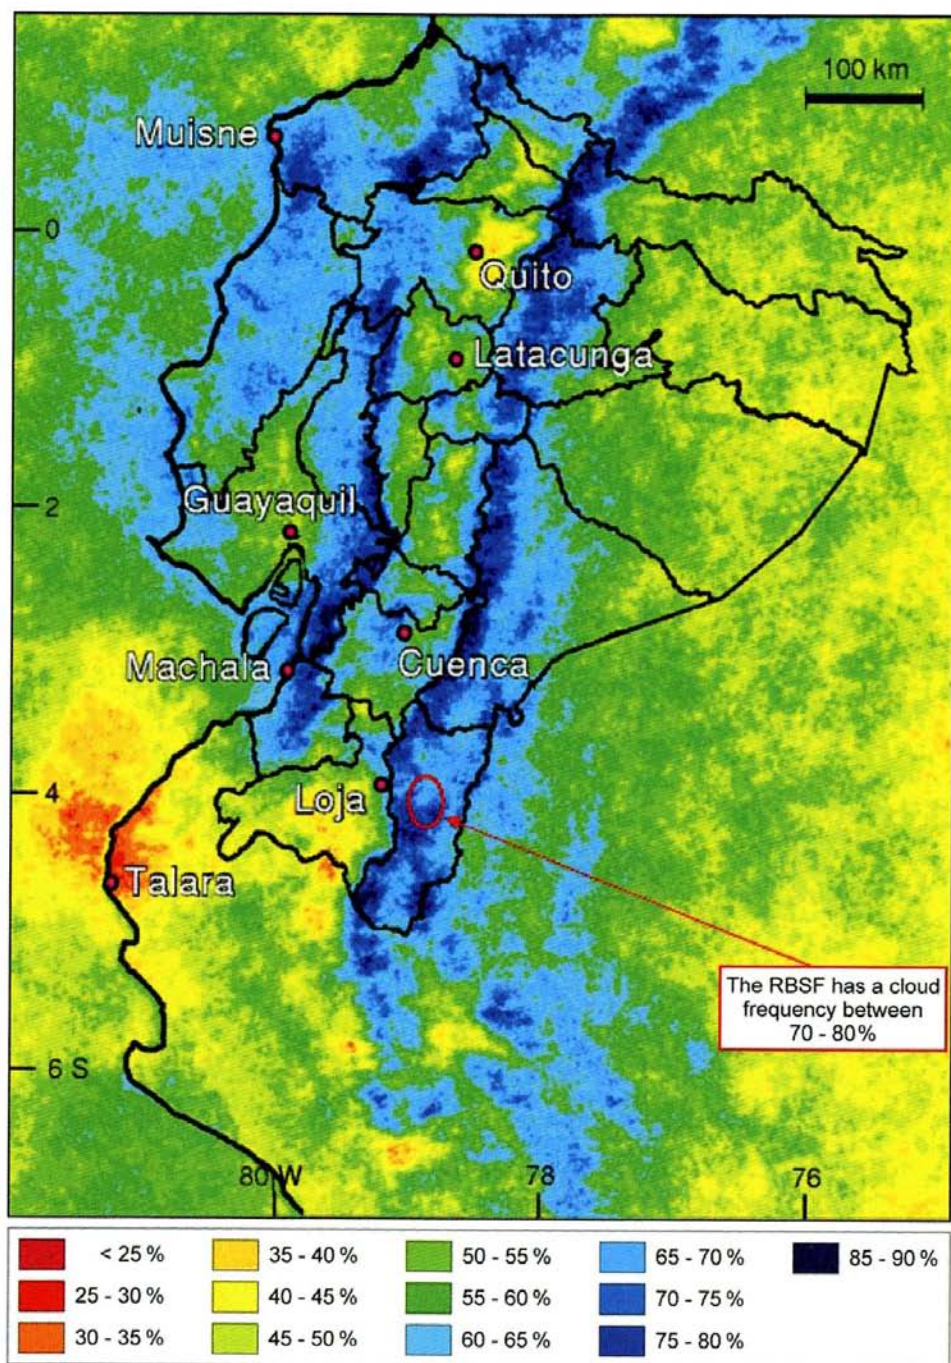 100 km
Muisne
0
Quito
Latacunga
2
Guayaquil
Machala
Cuenca
4
Loja
Talara
The RBSF has a cloud
frequency between
70 - 80%
6 S
80 W
78
76
< 25 %
35 - 40 %
50 - 55 %
65 - 70 %
85 - 90 %
25 - 30 %
40 - 45 %
55 - 60 %
70 - 75 %
30 - 35 %
45 - 50 %
60 - 65 %
75 - 80 %